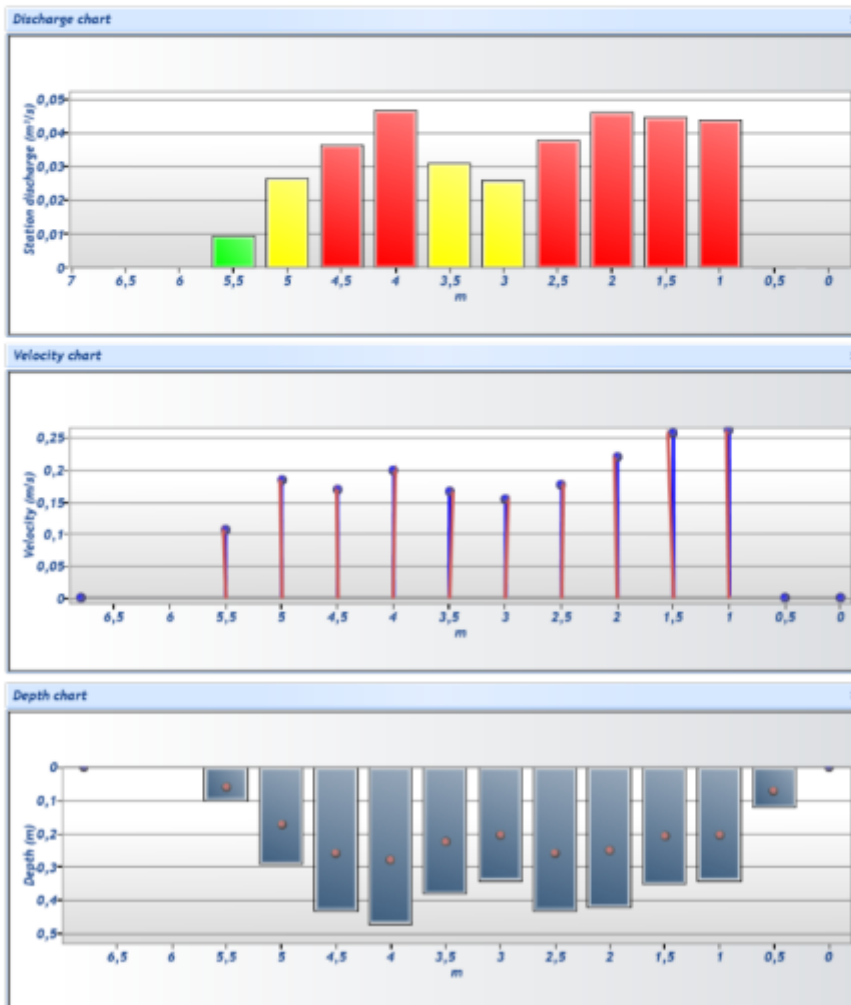 Discharge chart
Station discharge (m³/s)
0,05
0,04
0,03
0,02
0,01
0
7 6,5 6 5,5 5 4,5 4 3,5 3 2,5 2 1,5 1 0,5 0
m
Velocity chart
Velocity (m/s)
0,25
0,2
0,15
0,1
0,05
0
6,5 6 5,5 5 4,5 4 3,5 3 2,5 2 1,5 1 0,5 0
m
Depth chart
Depth (m)
0
0,1
0,2
0,3
0,4
0,5
6,5 6 5,5 5 4,5 4 3,5 3 2,5 2 1,5 1 0,5 0
m